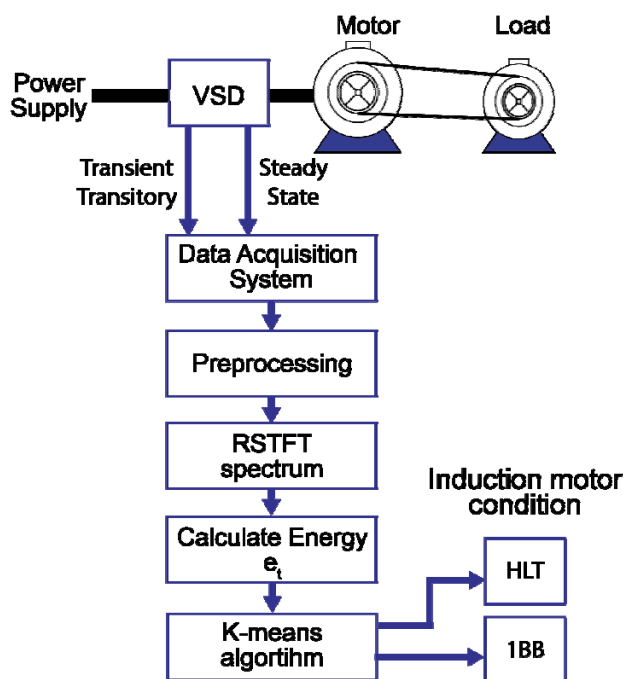 Motor
Load
Power
Supply
VSD
Transient
Transitory
Steady
State
Data Acquisition
System
Preprocessing
RSTFT
spectrum
Induction motor
condition
Calculate Energy
e_t
HLT
K-means
algortihm
1BB